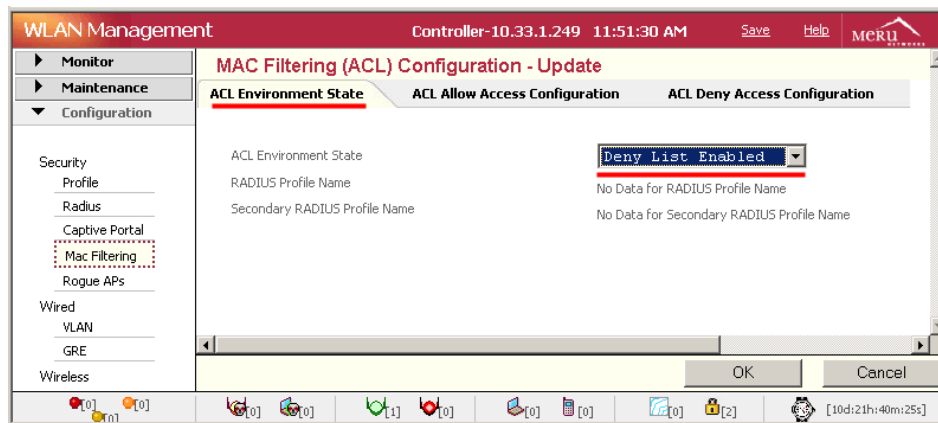 WLAN Management
Controller-10.33.1.249 11:51:30 AM
Save
Help
MERU
NETWORKS
Monitor
Maintenance
Configuration
Security
Profile
Radius
Captive Portal
Mac Filtering
Rogue APs
Wired
VLAN
GRE
Wireless
MAC Filtering (ACL) Configuration - Update
ACL Environment State
ACL Allow Access Configuration
ACL Deny Access Configuration
ACL Environment State
Deny List Enabled
RADIUS Profile Name
No Data for RADIUS Profile Name
Secondary RADIUS Profile Name
No Data for Secondary RADIUS Profile Name
OK
Cancel
[0]
[0]
[0]
[0]
[0]
[1]
[0]
[0]
[0]
[0]
[2]
[10d:21h:40m:25s]